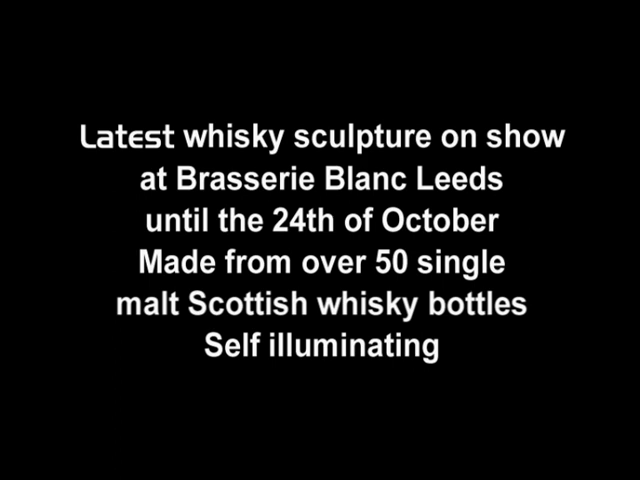 Latest whisky sculpture on show
at Brasserie Blanc Leeds
until the 24th of October
Made from over 50 single
malt Scottish whisky bottles
Self illuminating